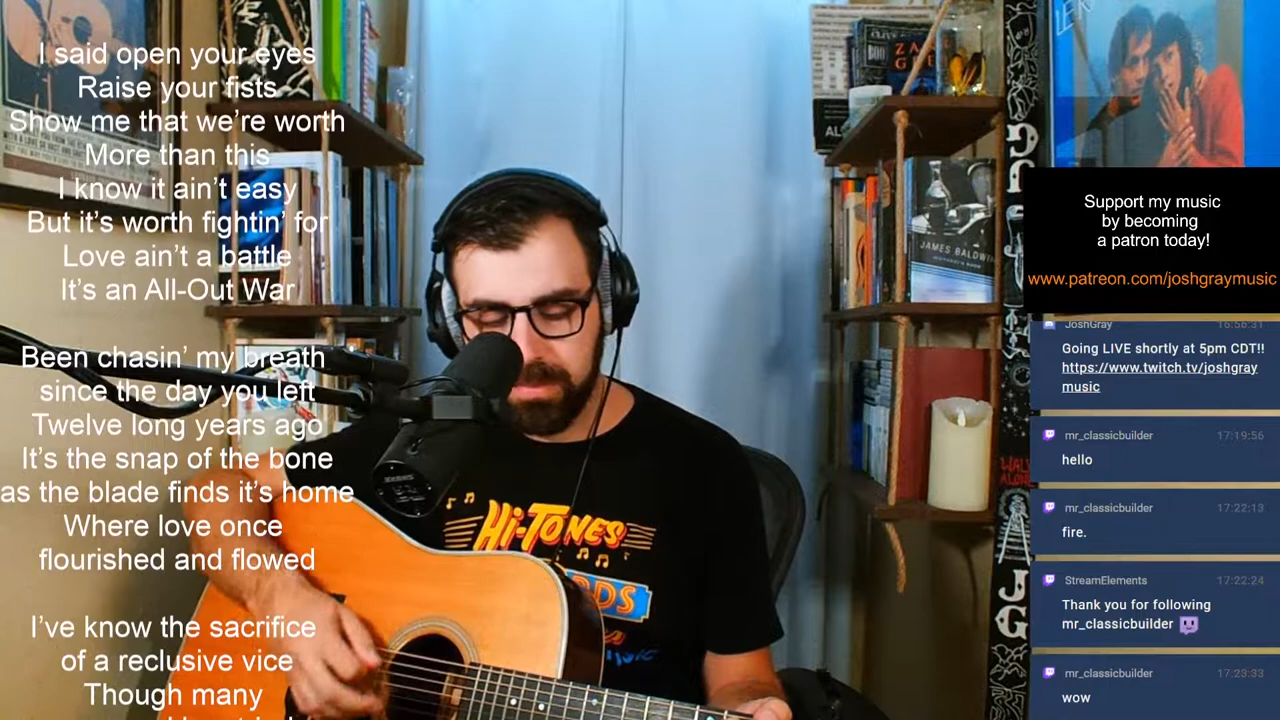 I said open your eyes
Raise your fists
Show me that we're worth
More than this
I know it ain't easy
But it's worth fightin' for
Love ain't a battle
It's an All-Out War
Been chasin' my breath
since the day you left
Twelve long years ago
It's the snap of the bone
as the blade finds it's home
Where love once
flourished and flowed
I've know the sacrifice
of a reclusive vice
Though many
JAMES BALDWIN
Hi-TONES
Support my music
by becoming
a patron today!
www.patreon.com/joshgraymusic
JoshGray 16:56:31
Going LIVE shortly at 5pm CDT!!
https://www.twitch.tv/joshgray
music
mr_classicbuilder 17:19:56
hello
mr_classicbuilder 17:22:13
fire.
StreamElements 17:22:24
Thank you for following
mr_classicbuilder
mr_classicbuilder 17:23:33
wow